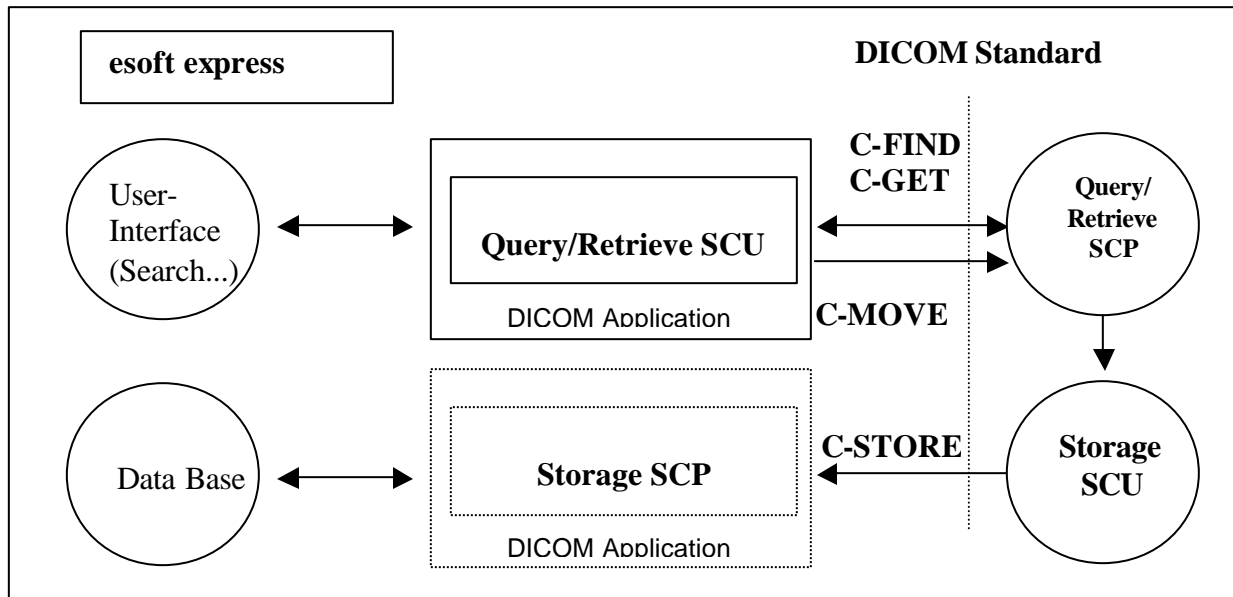 esoft express
DICOM Standard
User-
Interface
(Search...)
Query/Retrieve SCU
DICOM Application
C-FIND
C-GET
C-MOVE
Query/
Retrieve
SCP
Data Base
Storage SCP
DICOM Application
C-STORE
Storage
SCU